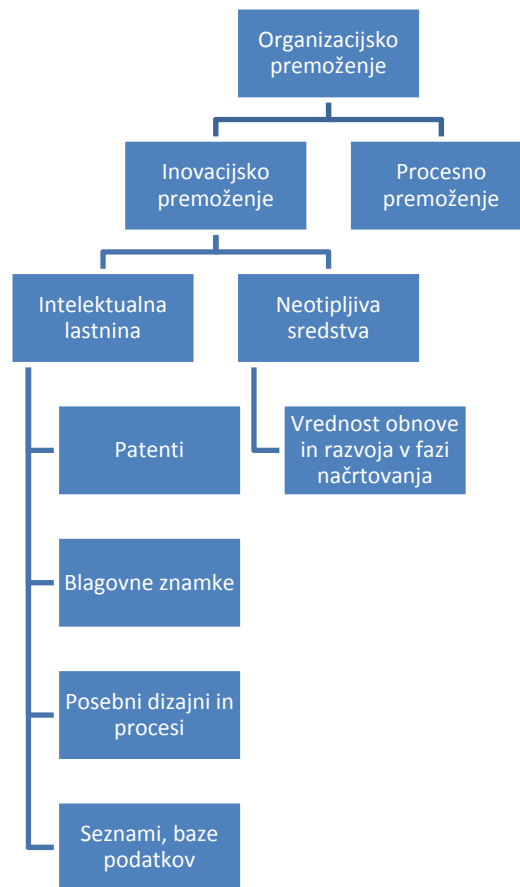 Organizacijsko
premoženje
Inovacijsko
premoženje
Procesno
premoženje
Intelektualna
lastnina
Neotipljiva
sredstva
Patenti
Vrednost obnove
in razvoja v fazi
načrtovanja
Blagovne znamke
Posebni dizajni in
procesi
Seznami, baze
podatkov